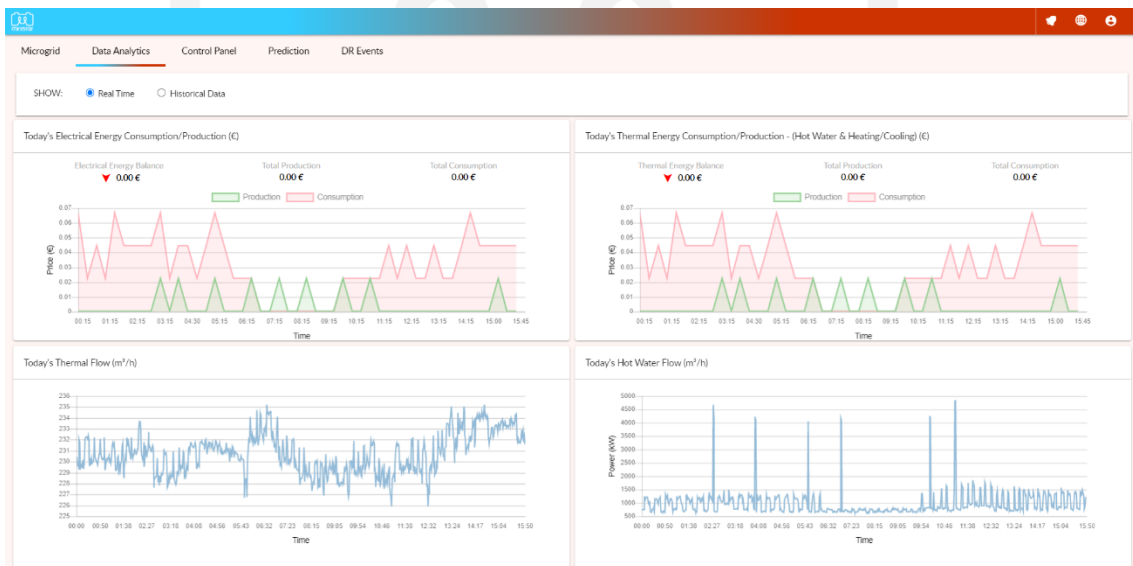 Microgrid Data Analytics Control Panel Prediction DR Events
SHOW: Real Time Historical Data
Today's Electrical Energy Consumption/Production (€)
Electrical Energy Balance Total Production Total Consumption
0.00 € 0.00 € 0.00 €
Production Consumption
0.07
0.06
0.05
0.04
0.03
0.02
0.01
0
Price (€)
00:15 01:15 02:15 03:15 04:30 05:15 06:15 07:15 08:15 09:15 10:15 11:15 12:15 13:15 14:15 15:00 15:45
Time
Today's Thermal Energy Consumption/Production - (Hot Water & Heating/Cooling) (€)
Thermal Energy Balance Total Production Total Consumption
0.00 € 0.00 € 0.00 €
Production Consumption
0.07
0.06
0.05
0.04
0.03
0.02
0.01
0
Price (€)
00:15 01:15 02:15 03:15 04:30 05:15 06:15 07:15 08:15 09:15 10:15 11:15 12:15 13:15 14:15 15:00 15:45
Time
Today's Thermal Flow (m³/h)
236
235
234
233
232
231
230
229
228
227
226
225
00:00 00:50 01:38 02:27 03:16 04:08 04:56 05:43 06:32 07:23 08:15 09:05 09:54 10:46 11:38 12:32 13:24 14:17 15:04 15:50
Time
Today's Hot Water Flow (m³/h)
5000
4500
4000
3500
3000
2500
2000
1500
1000
500
Power (kW)
00:00 00:50 01:38 02:27 03:16 04:08 04:56 05:43 06:32 07:23 08:15 09:05 09:54 10:46 11:38 12:32 13:24 14:17 15:04 15:50
Time